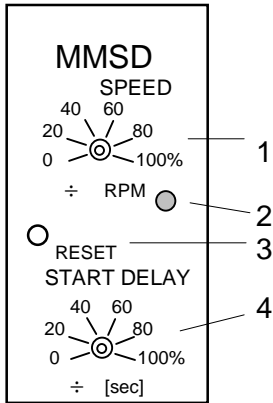 MMSD
SPEED
40 60
20 80
0 100%
÷ RPM
1
2
RESET
3
START DELAY
40 60
4
20 80
0 100%
÷ [sec]